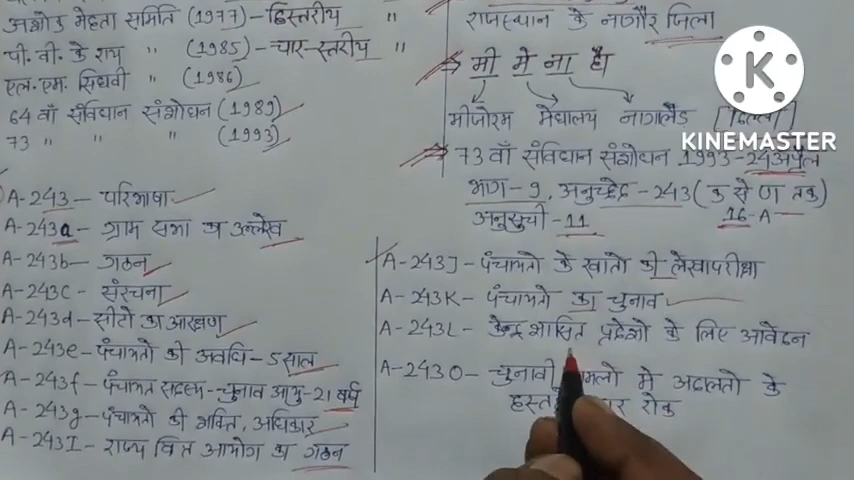 अशोक मेहता समिति (1977) - द्विस्तरीय "
पी. वी. के राय " (1985) - चार-स्तरीय "
एल. एम. सिंघवी " (1986)
64 वाँ संविधान संशोधन (1989)
73 " " " (1993)
A-243 - परिभाषा
A-243a - ग्राम सभा का उल्लेख
A-243b - गठन
A-243c - संरचना
A-243d - सीटो का आरक्षण
A-243e - पंचायतो की अवधि - 5 साल
A-243f - पंचायत सदस्य - चुनाव आयु - 21 वर्ष
A-243g - पंचायतो की शक्ति, अधिकार
A-243I - राज्य वित्त आयोग का गठन
राजस्थान के नागौर जिला
मी मे ना है
मीजोरम मेघालय नागालैंड [दिल्ली]
73 वाँ संविधान संशोधन 1993 - 24 अप्रैल
भाग - 9, अनुच्छेद - 243 (क से ण तक)
अनुसूची - 11 16 - A
A-243J - पंचायतो के खातो की लेखापरीक्षा
A-243K - पंचायतो का चुनाव
A-243L - केन्द्रभासित प्रदेशो के लिए आवेदन
A-243O - चुनावी मामलो मे अदालतो के
रोक
K
KINEMASTER